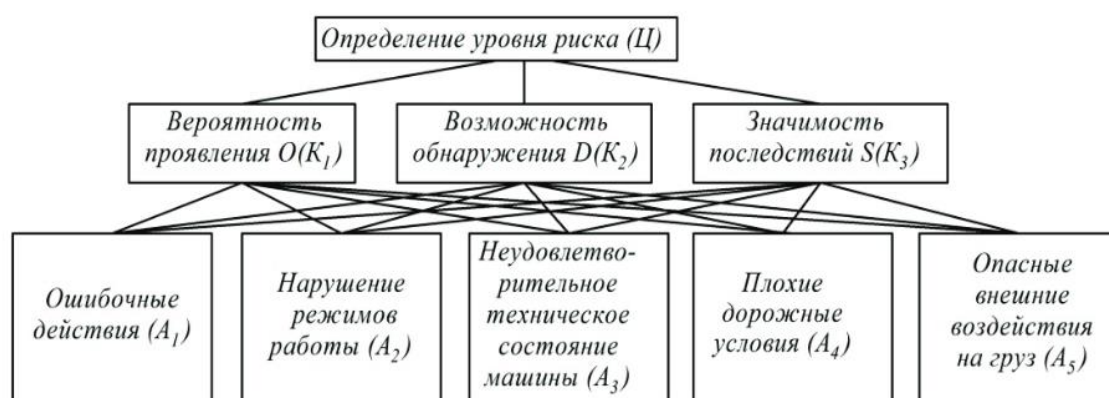 Определение уровня риска (Ц)
Вероятность
проявления O(K₁)
Возможность
обнаружения D(K₂)
Значимость
последствий S(K₃)
Ошибочные
действия (A₁)
Нарушение
режимов
работы (A₂)
Неудовлетво-
рительное
техническое
состояние
машины (A₃)
Плохие
дорожные
условия (A₄)
Опасные
внешние
воздействия
на груз (A₅)